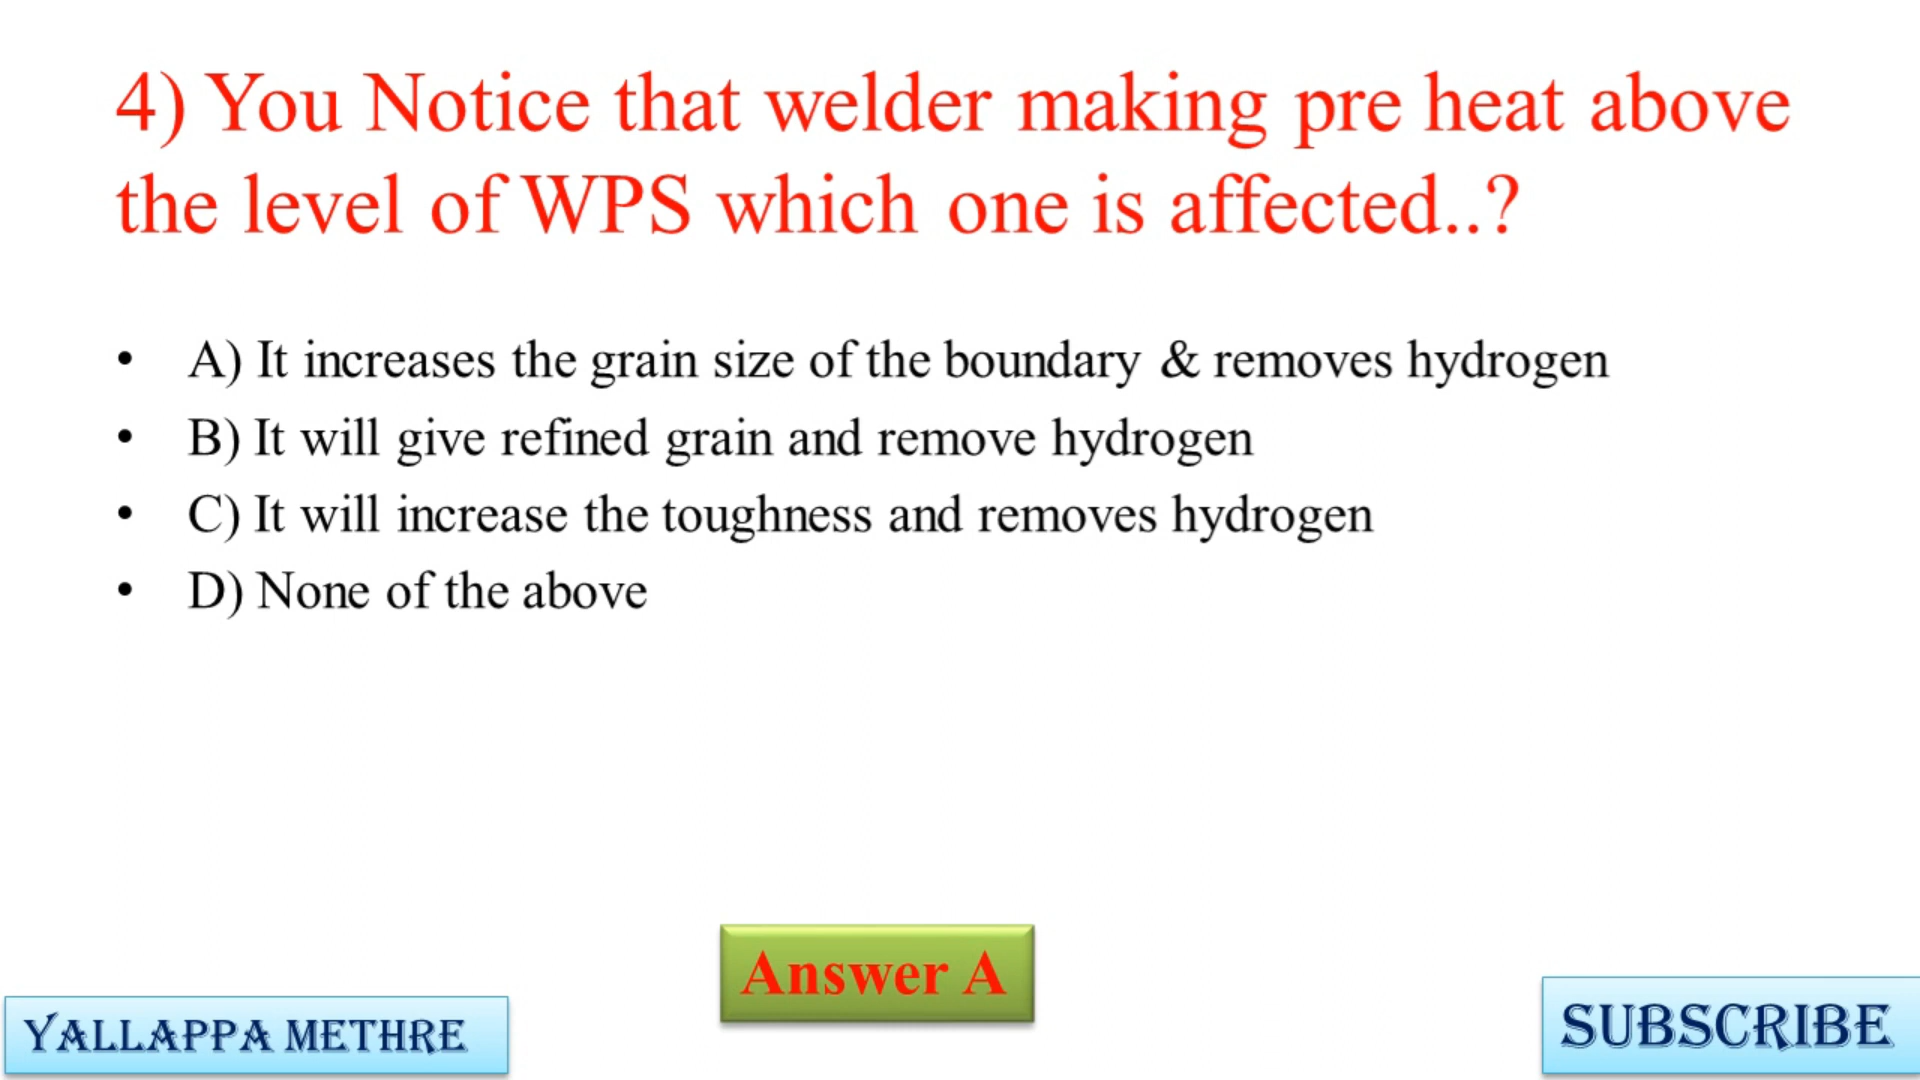 4) You Notice that welder making pre heat above
the level of WPS which one is affected..?
• A) It increases the grain size of the boundary & removes hydrogen
• B) It will give refined grain and remove hydrogen
• C) It will increase the toughness and removes hydrogen
• D) None of the above
Answer A
YALLAPPA METHRE
SUBSCRIBE